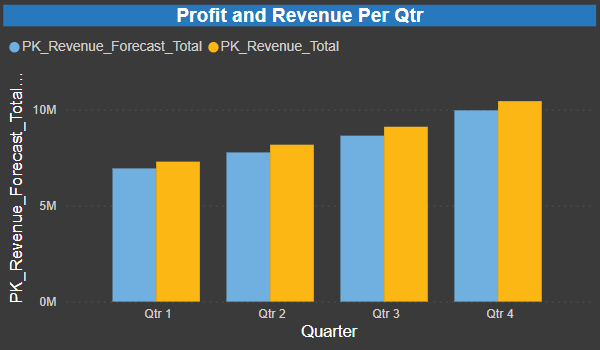 Profit and Revenue Per Qtr
PK_Revenue_Forecast_Total PK_Revenue_Total
PK_Revenue_Forecast_Total...
10M
5M
0M
Qtr 1 Qtr 2 Qtr 3 Qtr 4
Quarter